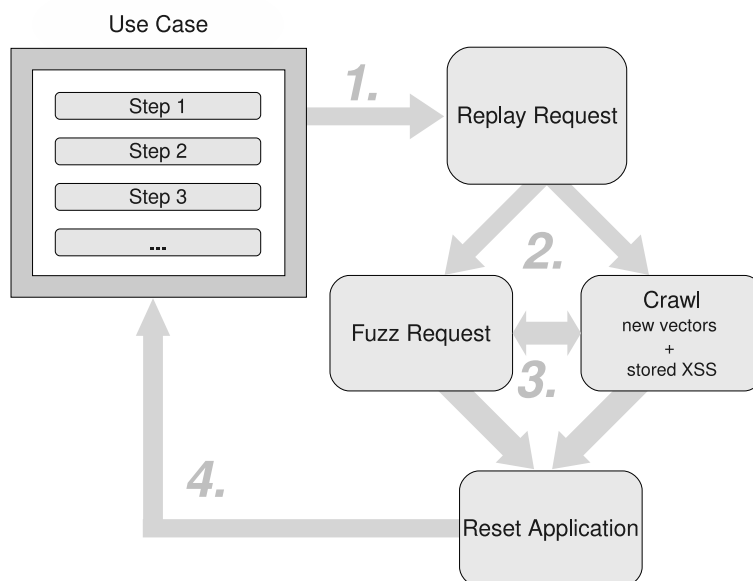 Use Case
Step 1
Step 2
Step 3
...
1.
Replay Request
2.
Fuzz Request
Crawl
new vectors
+
stored XSS
3.
Reset Application
4.